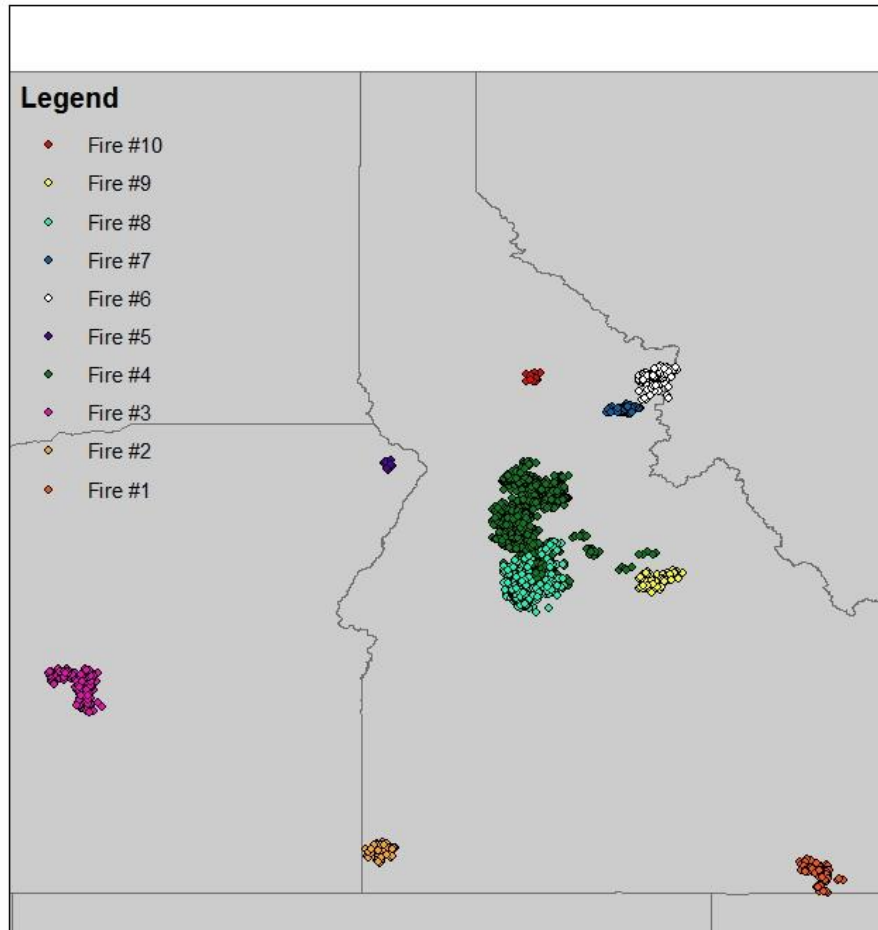 Legend
Fire #10
Fire #9
Fire #8
Fire #7
Fire #6
Fire #5
Fire #4
Fire #3
Fire #2
Fire #1